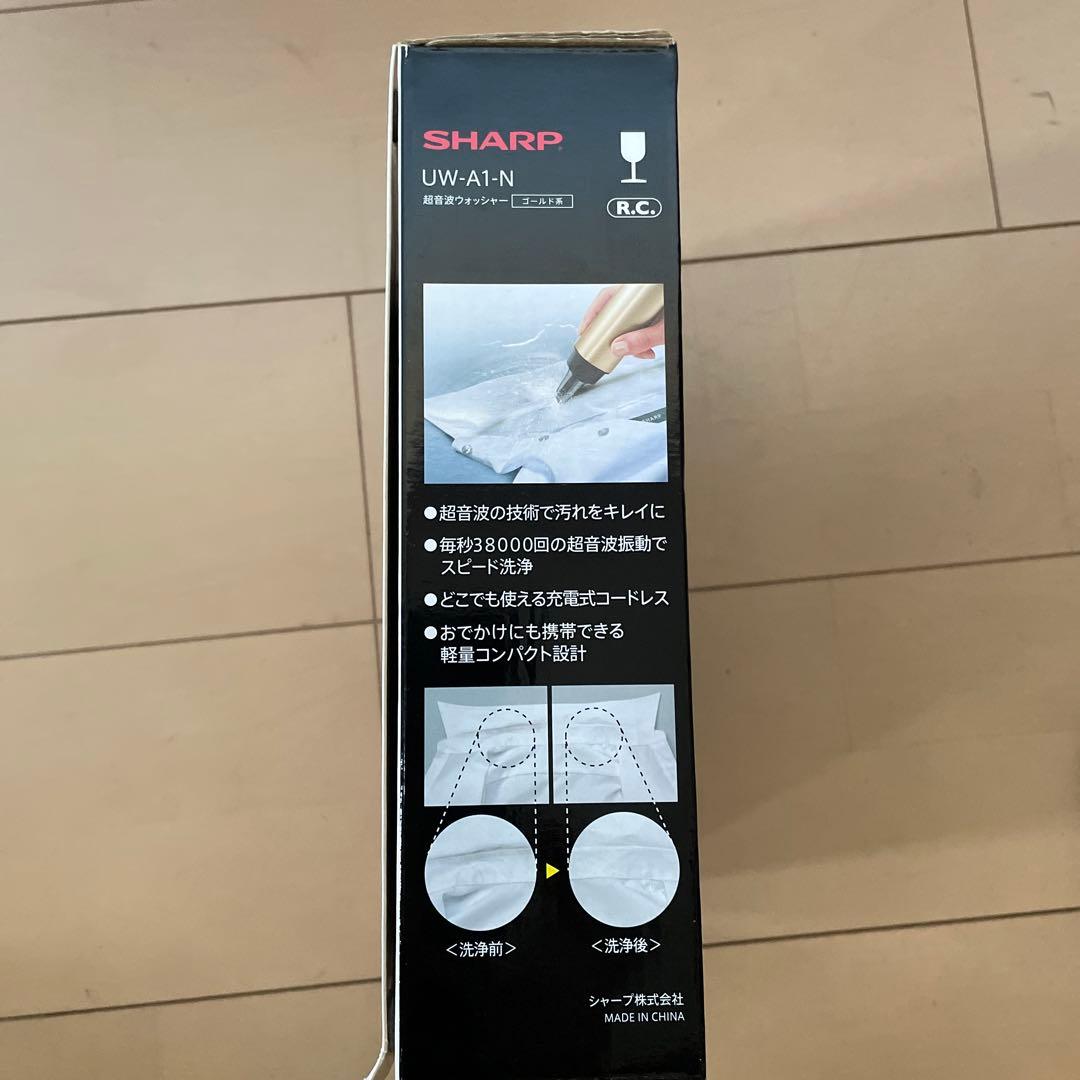 SHARP
UW-A1-N
超音波ウォッシャー ゴールド系
R.C.
SHARP
●超音波の技術で汚れをキレイに
●毎秒38000回の超音波振動で
スピード洗浄
●どこでも使える充電式コードレス
●おでかけにも携帯できる
軽量コンパクト設計
＜洗浄前＞
＜洗浄後＞
シャープ株式会社
MADE IN CHINA